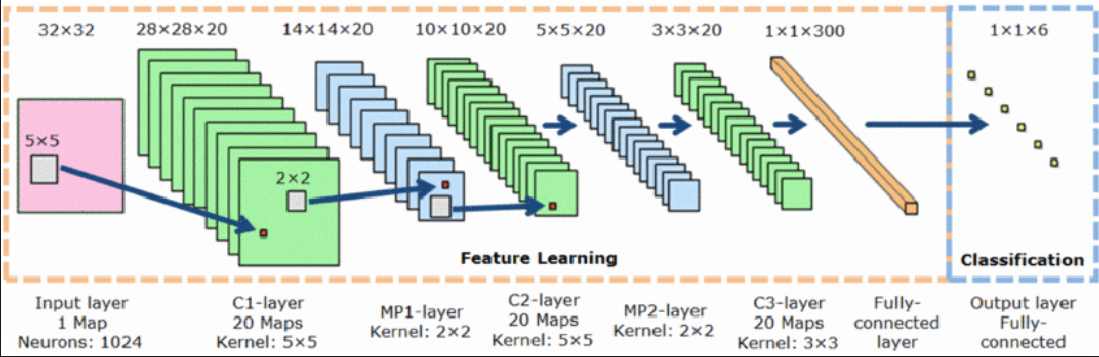 32×32
28×28×20
14×14×20
10×10×20
5×5×20
3×3×20
1×1×300
1×1×6
5×5
2×2
Feature Learning
Classification
Input layer
1 Map
Neurons: 1024
C1-layer
20 Maps
Kernel: 5×5
MP1-layer
Kernel: 2×2
C2-layer
20 Maps
Kernel: 5×5
MP2-layer
Kernel: 2×2
C3-layer
20 Maps
Kernel: 3×3
Fully-
connected
layer
Output layer
Fully-
connected